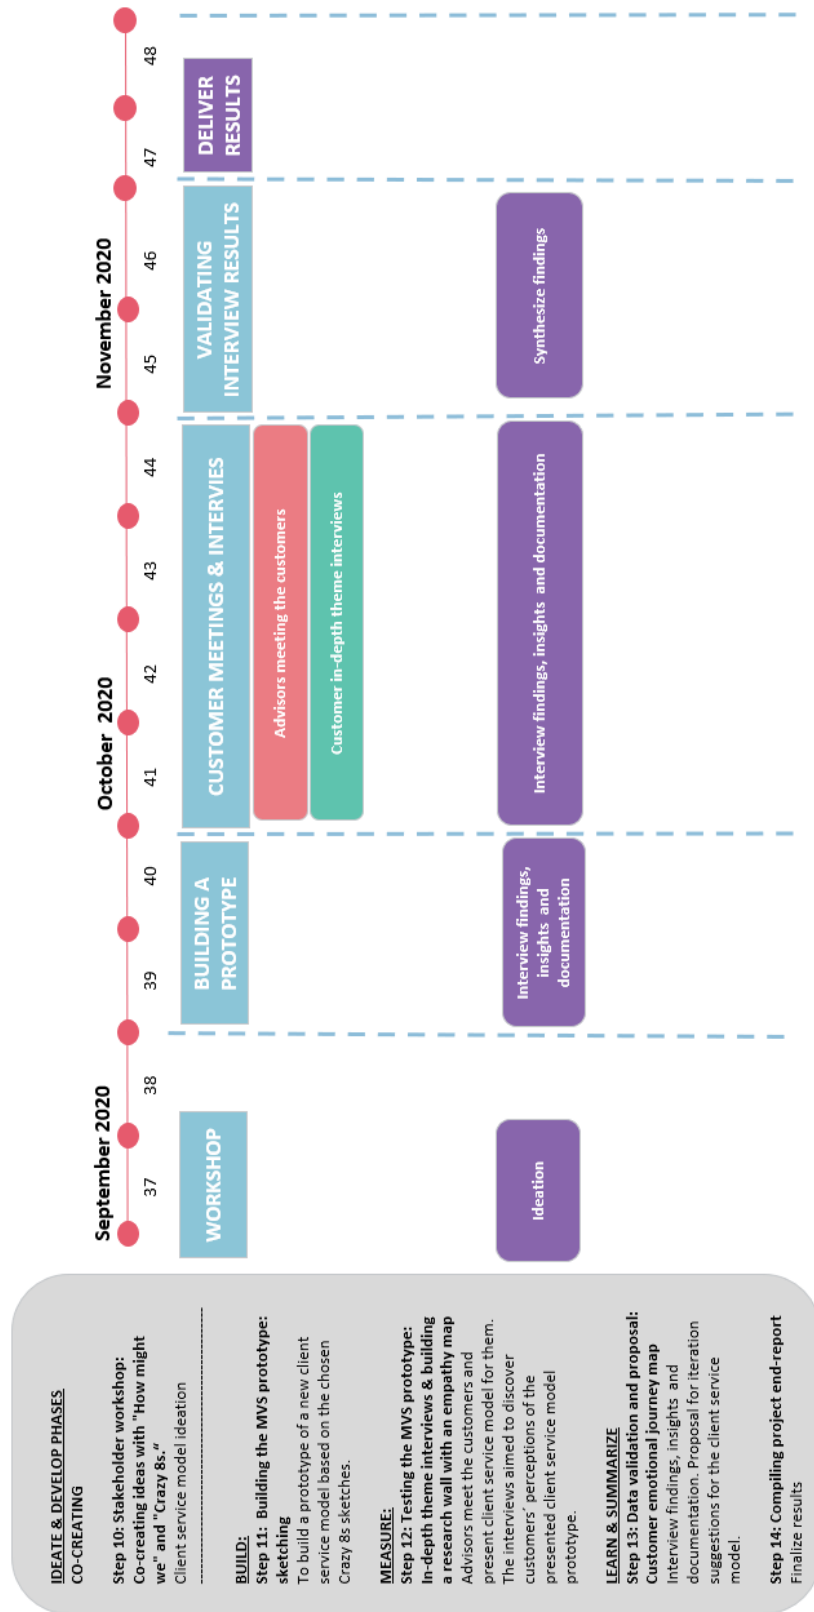 IDEATE & DEVELOP PHASES
CO-CREATING
Step 10: Stakeholder workshop:
Co-creating ideas with "How might
we" and "Crazy 8s.“
Client service model ideation
BUILD:
Step 11:  Building the MVS prototype:
sketching
To build a prototype of a new client
service model based on the chosen
Crazy 8s sketches.
MEASURE:
Step 12: Testing the MVS prototype:
In-depth theme interviews & building
a research wall with an empathy map
Advisors meet the customers and
present client service model for them.
The interviews aimed to discover
customers´ perceptions of the
presented client service model
prototype.
LEARN & SUMMARIZE
Step 13: Data validation and proposal:
Customer emotional journey map
Interview findings, insights  and
documentation. Proposal for iteration
suggestions for the client service
model.
Step 14: Compiling project end-report
Finalize results
September 2020
October  2020
November 2020
37
38
39
40
41
42
43
44
45
46
47
48
WORKSHOP
BUILDING A
PROTOTYPE
CUSTOMER MEETINGS & INTERVIES
VALIDATING
INTERVIEW RESULTS
DELIVER
RESULTS
Advisors meeting the customers
Customer in-depth theme interviews
Ideation
Interview findings,
insights  and
documentation
Interview findings, insights  and documentation
Synthesize findings